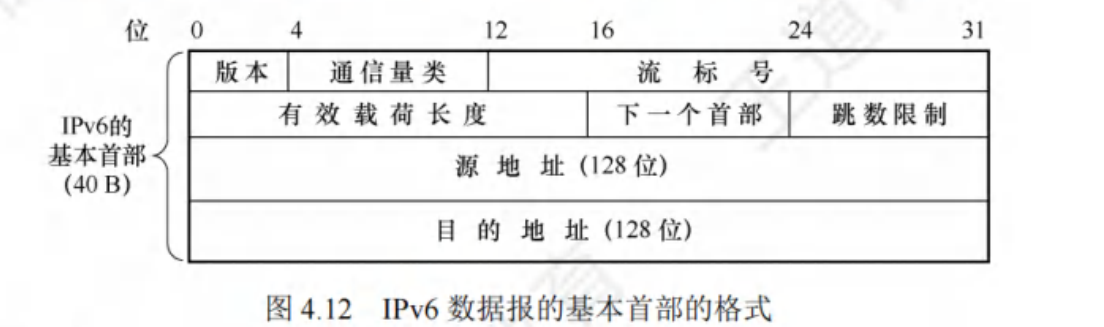 位 0 4 12 16 24 31
版本 通信量类 流标号
有效载荷长度 下一个首部 跳数限制
IPv6的
基本首部
(40 B)
源地址 (128 位)
目的地址 (128 位)
图 4.12 IPv6 数据报的基本首部的格式